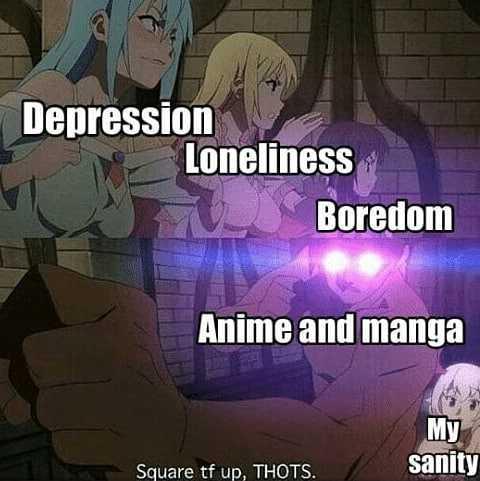 Depression
Loneliness
Boredom
Anime and manga
My
sanity
Square tf up, THOTS.